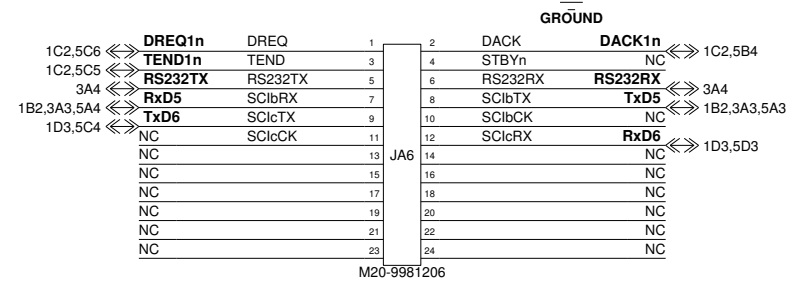 GROUND
DREQ1n DREQ 1 2 DACK DACK1n
1C2,5C6 1C2,5B4
TEND1n TEND 3 4 STBYn NC
1C2,5C5
RS232TX RS232TX 5 6 RS232RX RS232RX
3A4 3A4
RxD5 SCIbRX 7 8 SCIbTX TxD5
1B2,3A3,5A4 1B2,3A3,5A3
TxD6 SCIcTX 9 10 SCIbCK NC
1D3,5C4
NC SCIcCK 11 12 SCIcRX RxD6
1D3,5D3
NC 13 JA6 14 NC
NC 15 16 NC
NC 17 18 NC
NC 19 20 NC
NC 21 22 NC
NC 23 24 NC
M20-9981206